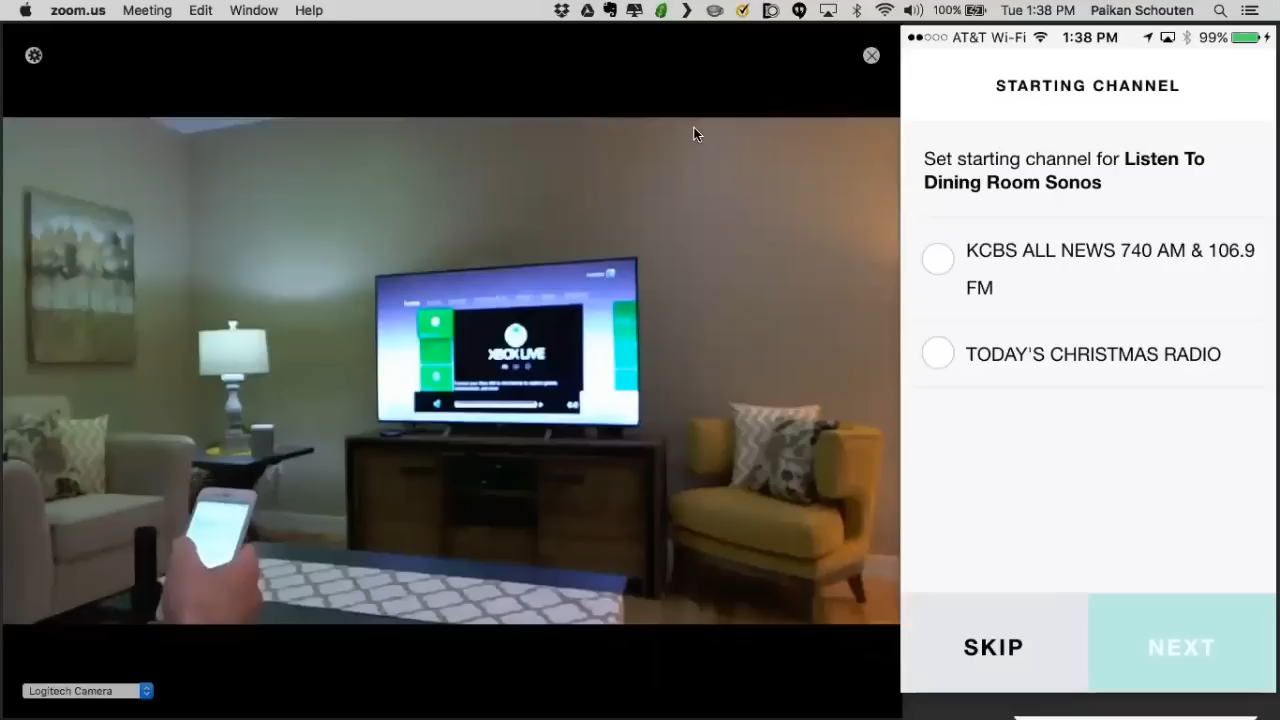 zoom.us Meeting Edit Window Help 100% Tue 1:38 PM Paikan Schouten
AT&T Wi-Fi 1:38 PM 99%
STARTING CHANNEL
Set starting channel for Listen To
Dining Room Sonos
KCBS ALL NEWS 740 AM & 106.9
FM
TODAY'S CHRISTMAS RADIO
SKIP NEXT
home
XBOX LIVE
Logitech Camera